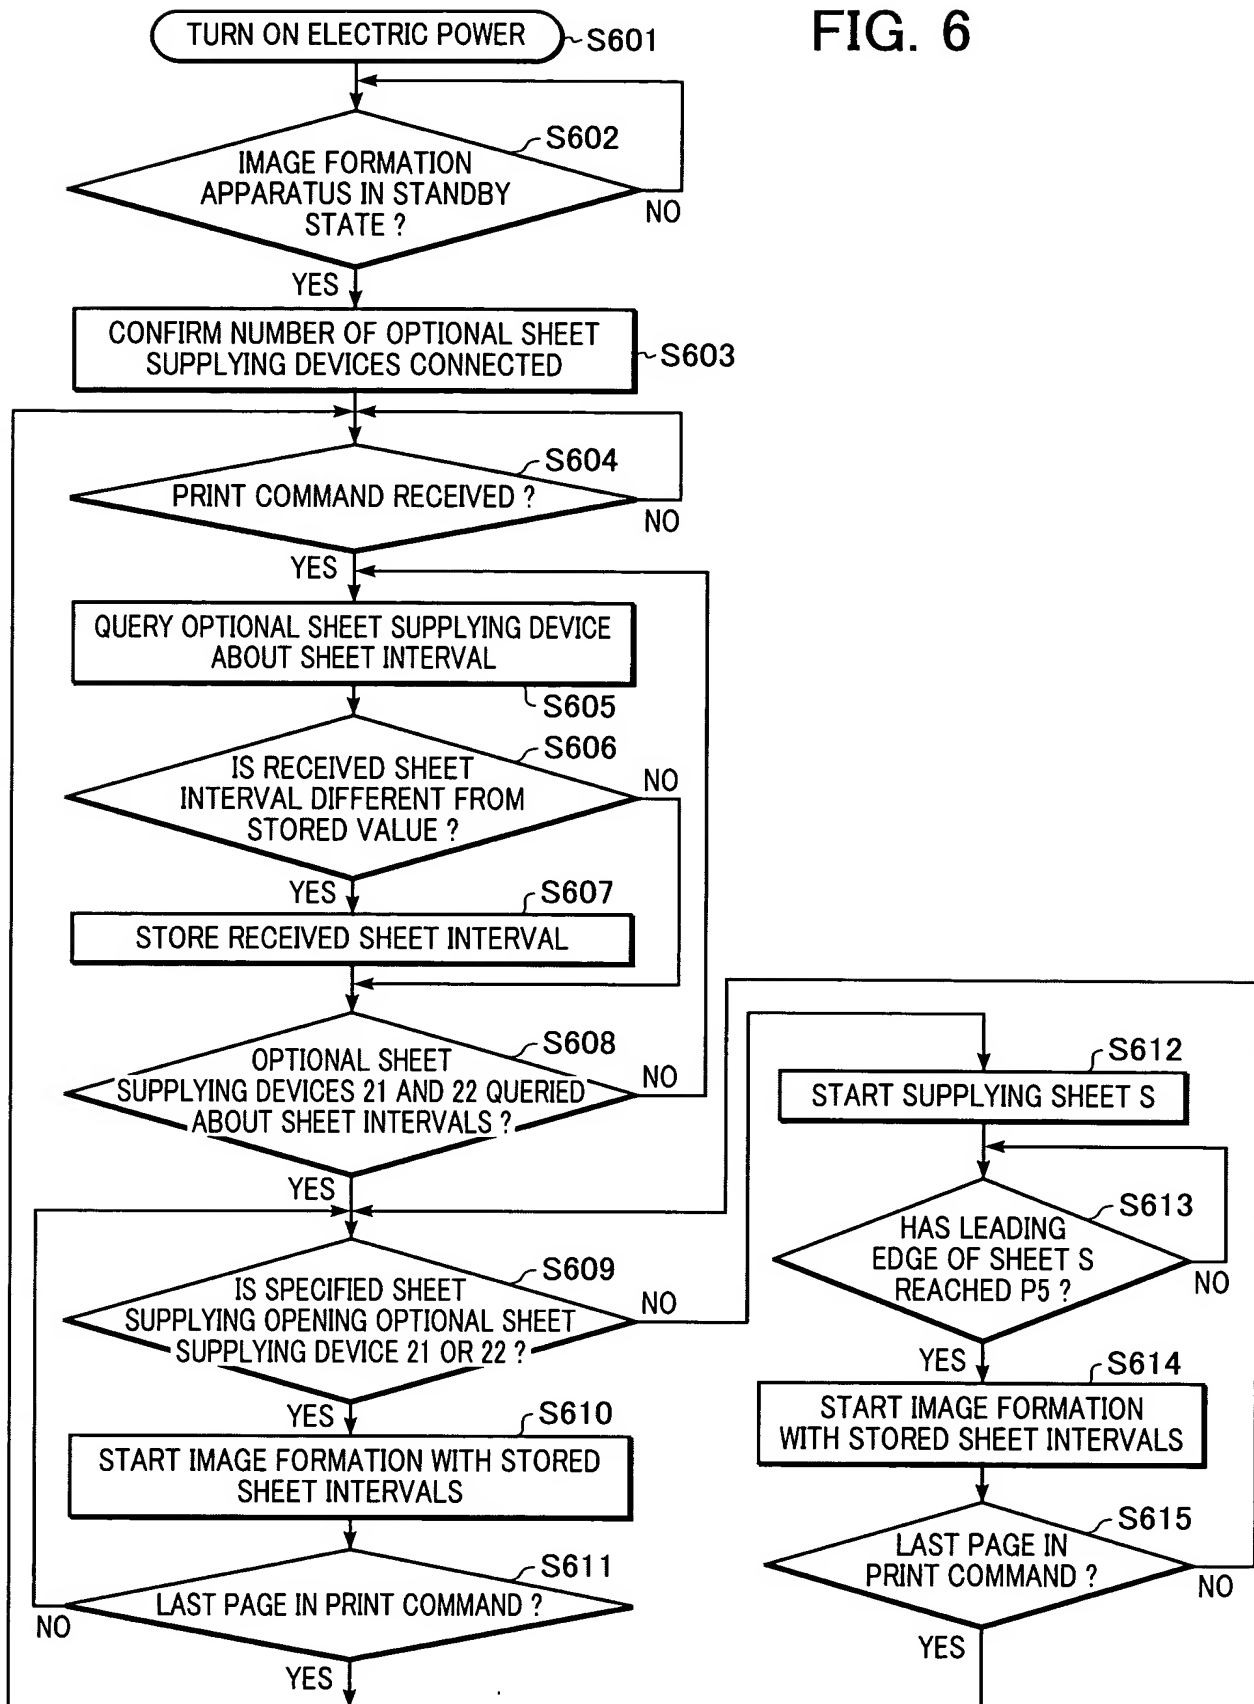 FIG. 6
TURN ON ELECTRIC POWER
S601
S602
IMAGE FORMATION
APPARATUS IN STANDBY
STATE ?
NO
YES
CONFIRM NUMBER OF OPTIONAL SHEET
SUPPLYING DEVICES CONNECTED
S603
S604
PRINT COMMAND RECEIVED ?
NO
YES
QUERY OPTIONAL SHEET SUPPLYING DEVICE
ABOUT SHEET INTERVAL
S605
S606
IS RECEIVED SHEET
INTERVAL DIFFERENT FROM
STORED VALUE ?
NO
YES
S607
STORE RECEIVED SHEET INTERVAL
S608
OPTIONAL SHEET
SUPPLYING DEVICES 21 AND 22 QUERIED
ABOUT SHEET INTERVALS ?
NO
YES
S609
IS SPECIFIED SHEET
SUPPLYING OPENING OPTIONAL SHEET
SUPPLYING DEVICE 21 OR 22 ?
NO
YES
S610
START IMAGE FORMATION WITH STORED
SHEET INTERVALS
S611
LAST PAGE IN PRINT COMMAND ?
NO
YES
S612
START SUPPLYING SHEET S
S613
HAS LEADING
EDGE OF SHEET S
REACHED P5 ?
NO
YES
S614
START IMAGE FORMATION
WITH STORED SHEET INTERVALS
S615
LAST PAGE IN
PRINT COMMAND ?
NO
YES